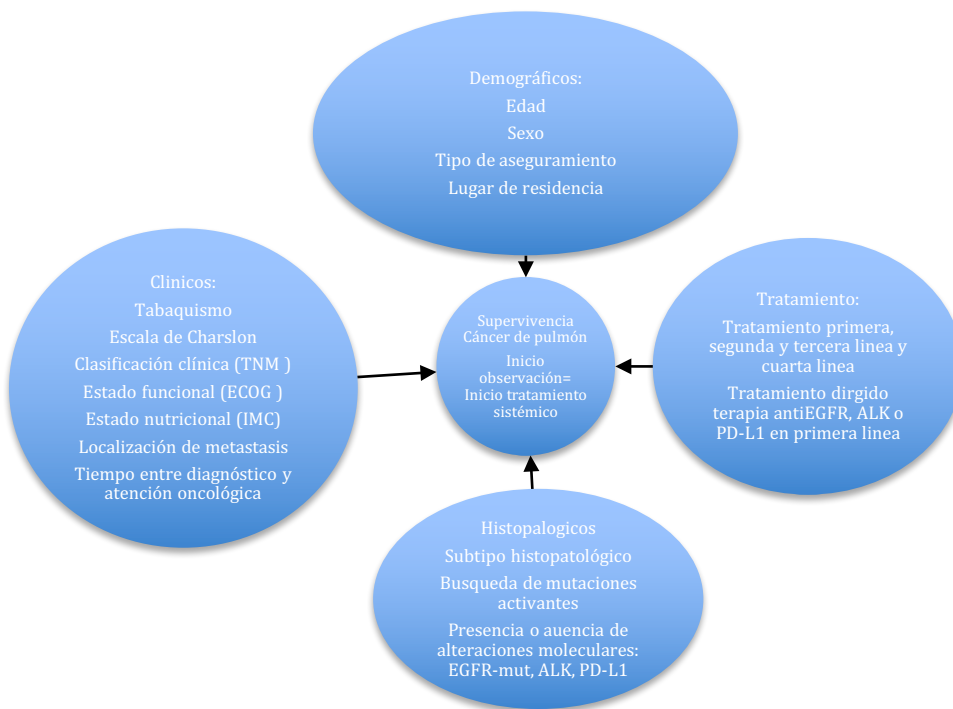 Demográficos:
Edad
Sexo
Tipo de aseguramiento
Lugar de residencia
Clinicos:
Tabaquismo
Escala de Charslon
Clasificación clínica (TNM )
Estado funcional (ECOG )
Estado nutricional (IMC)
Localización de metastasis
Tiempo entre diagnóstico y
atención oncológica
Supervivencia
Cáncer de pulmón
Inicio
observación=
Inicio tratamiento
sistémico
Tratamiento:
Tratamiento primera,
segunda y tercera linea y
cuarta linea
Tratamiento dirgido
terapia antiEGFR, ALK o
PD-L1 en primera linea
Histopalogicos
Subtipo histopatológico
Busqueda de mutaciones
activantes
Presencia o auencia de
alteraciones moleculares:
EGFR-mut, ALK, PD-L1